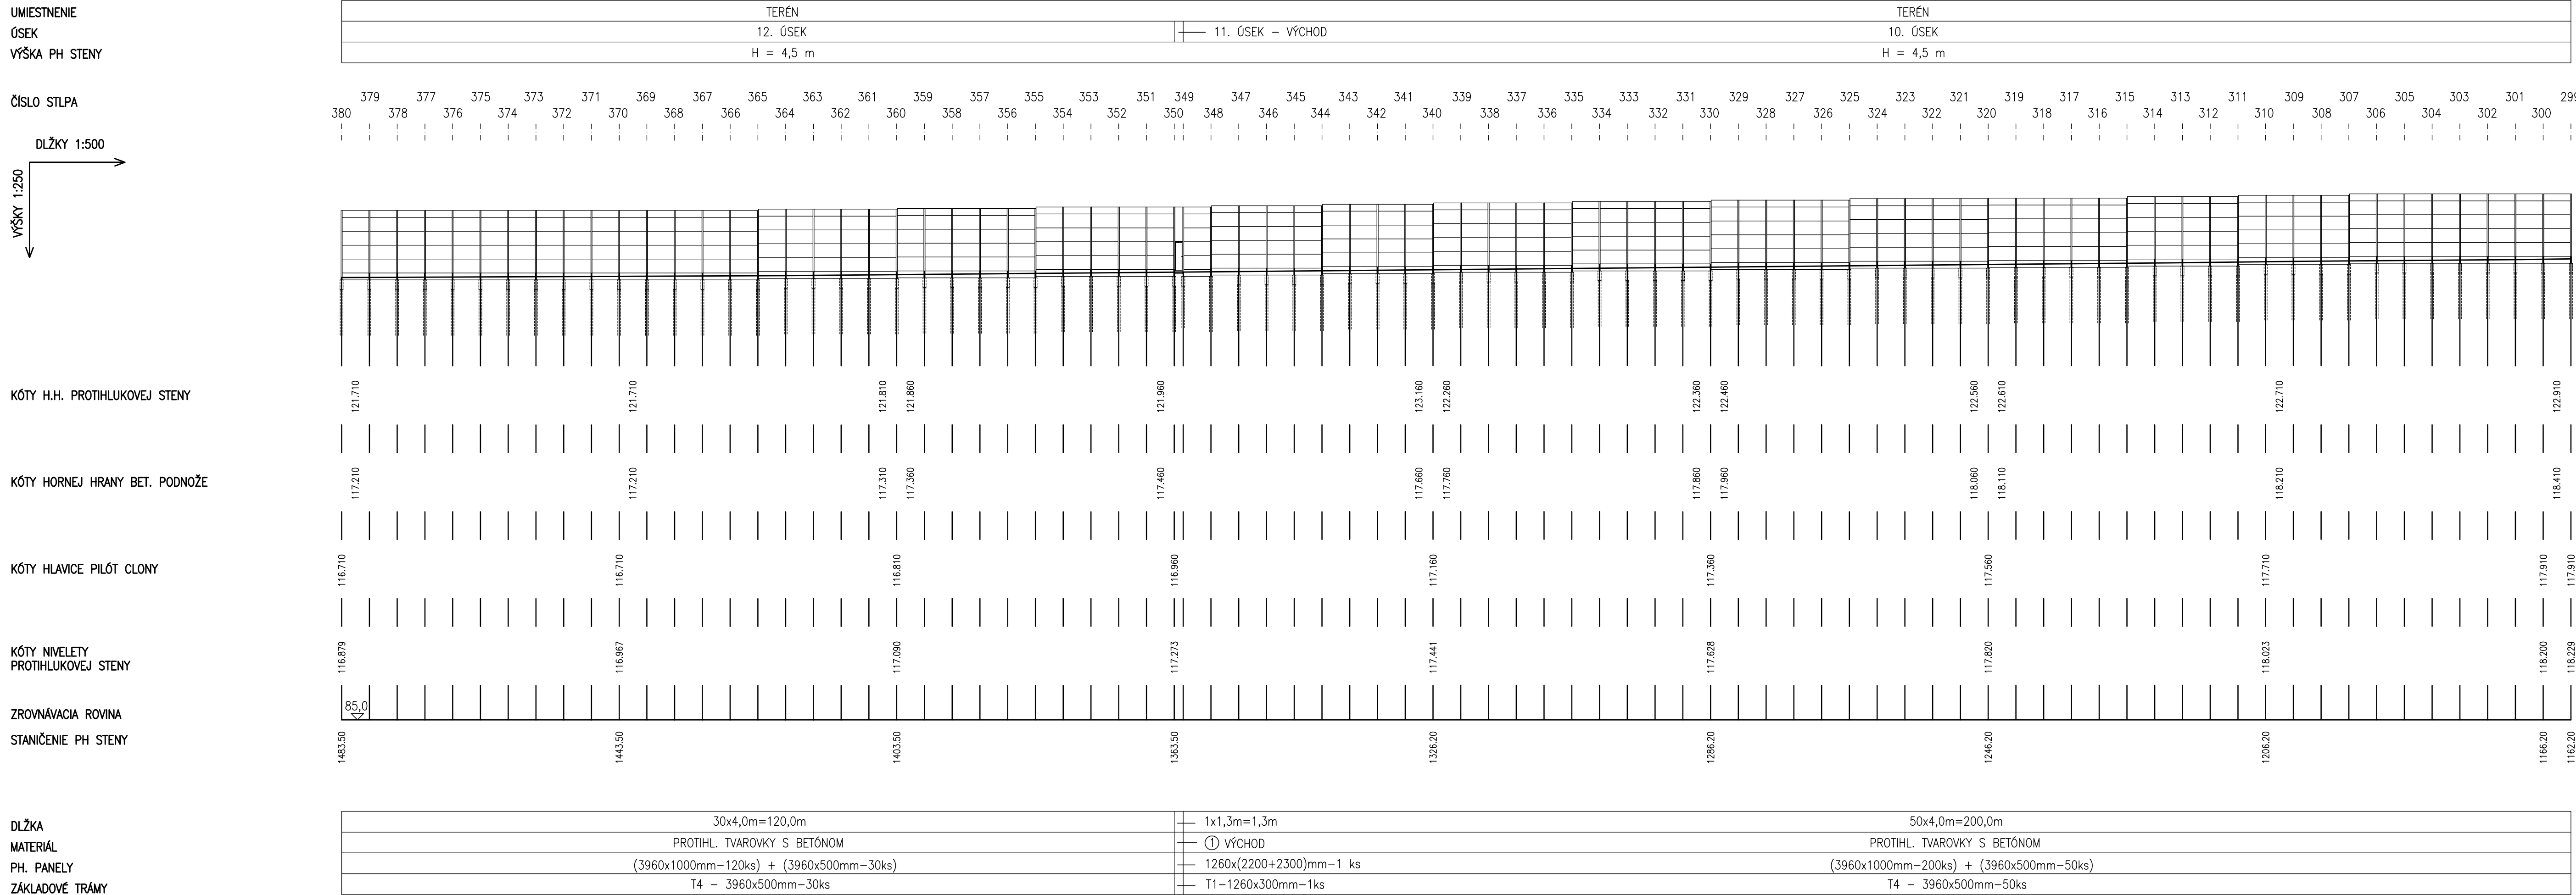 UMIESTNENIE TERÉN TERÉN
ÚSEK 12. ÚSEK 11. ÚSEK – VÝCHOD 10. ÚSEK
VÝŠKA PH STENY H = 4,5 m H = 4,5 m
379 377 375 373 371 369 367 365 363 361 359 357 355 353 351 349 347 345 343 341 339 337 335 333 331 329 327 325 323 321 319 317 315 313 311 309 307 305 303 301 299
ČÍSLO STLPA
380 378 376 374 372 370 368 366 364 362 360 358 356 354 352 350 348 346 344 342 340 338 336 334 332 330 328 326 324 322 320 318 316 314 312 310 308 306 304 302 300
DLŽKY 1:500
VÝŠKY 1:250
KÓTY H.H. PROTIHLUKOVEJ STENY 121.710 121.710 121.810 121.860 121.960 123.160 122.260 122.360 122.460 122.560 122.610 122.710 122.910
KÓTY HORNEJ HRANY BET. PODNOŽE 117.210 117.210 117.310 117.360 117.460 117.660 117.760 117.860 117.960 118.060 118.110 118.210 118.410
KÓTY HLAVICE PILÓT CLONY 116.710 116.710 116.810 116.960 117.160 117.360 117.560 117.710 117.910 117.910
KÓTY NIVELETY
PROTIHLUKOVEJ STENY 116.879 116.967 117.090 117.273 117.441 117.628 117.820 118.023 118.200 118.229
85,0
ZROVNÁVACIA ROVINA
STANIČENIE PH STENY 1483.50 1443.50 1403.50 1363.50 1326.20 1286.20 1246.20 1206.20 1166.20 1162.20
DLŽKA 30x4,0m=120,0m 1x1,3m=1,3m 50x4,0m=200,0m
MATERIÁL PROTIHL. TVAROVKY S BETÓNOM 1 VÝCHOD PROTIHL. TVAROVKY S BETÓNOM
PH. PANELY (3960x1000mm–120ks) + (3960x500mm–30ks) 1260x(2200+2300)mm–1 ks (3960x1000mm–200ks) + (3960x500mm–50ks)
ZÁKLADOVÉ TRÁMY T4 – 3960x500mm–30ks T1–1260x300mm–1ks T4 – 3960x500mm–50ks